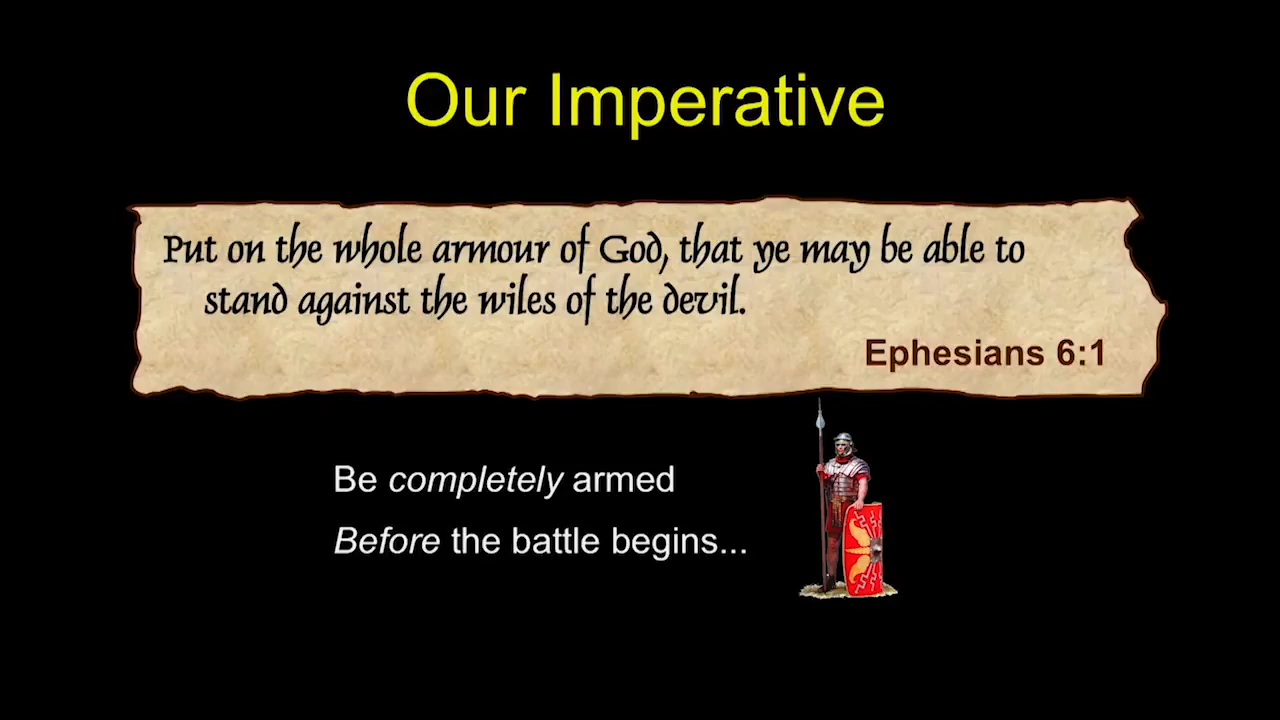 Our Imperative
Put on the whole armour of God, that ye may be able to
stand against the wiles of the devil.
Ephesians 6:1
Be completely armed
Before the battle begins...